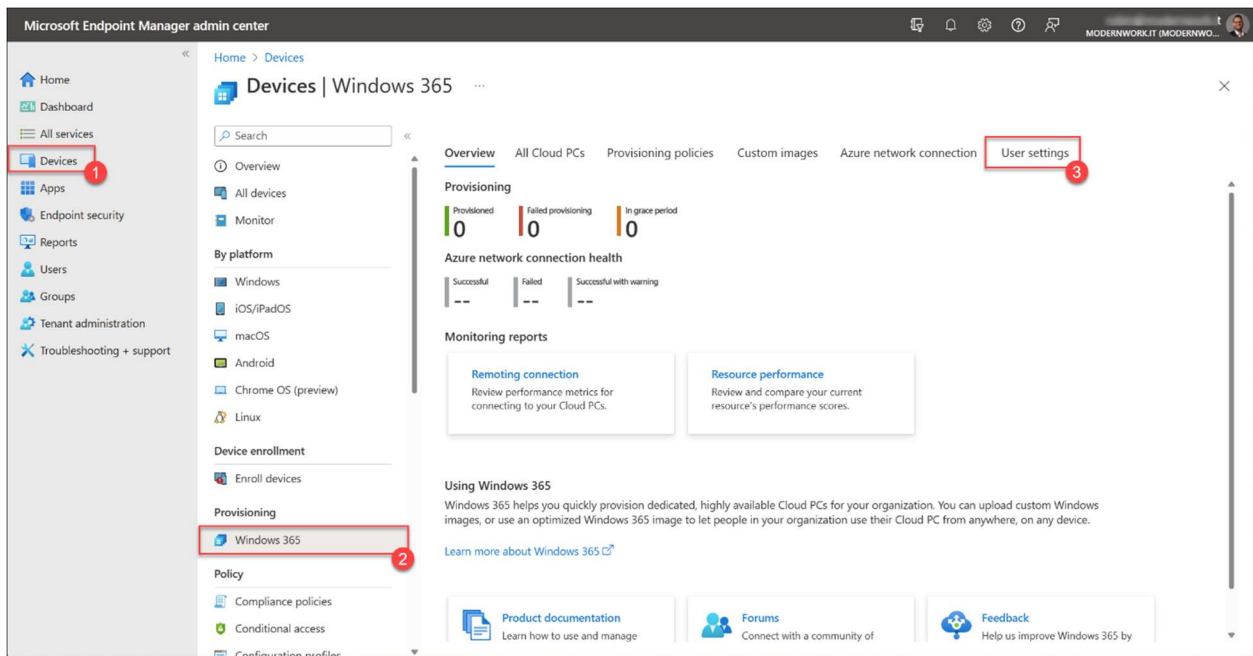 Microsoft Endpoint Manager admin center
t
MODERNWORK.IT (MODERNWO...
«
Home > Devices
Home
Dashboard
All services
Devices
1
Apps
Endpoint security
Reports
Users
Groups
Tenant administration
Troubleshooting + support
Devices | Windows 365 ...
Search
«
Overview
All devices
Monitor
By platform
Windows
iOS/iPadOS
macOS
Android
Chrome OS (preview)
Linux
Device enrollment
Enroll devices
Provisioning
Windows 365
2
Policy
Compliance policies
Conditional access
Configuration profiles
Overview All Cloud PCs Provisioning policies Custom images Azure network connection User settings
3
Provisioning
Provisioned Failed provisioning In grace period
0 0 0
Azure network connection health
Successful Failed Successful with warning
-- -- --
Monitoring reports
Remoting connection
Review performance metrics for
connecting to your Cloud PCs.
Resource performance
Review and compare your current
resource's performance scores.
Using Windows 365
Windows 365 helps you quickly provision dedicated, highly available Cloud PCs for your organization. You can upload custom Windows
images, or use an optimized Windows 365 image to let people in your organization use their Cloud PC from anywhere, on any device.
Learn more about Windows 365
Product documentation
Learn how to use and manage
Forums
Connect with a community of
Feedback
Help us improve Windows 365 by